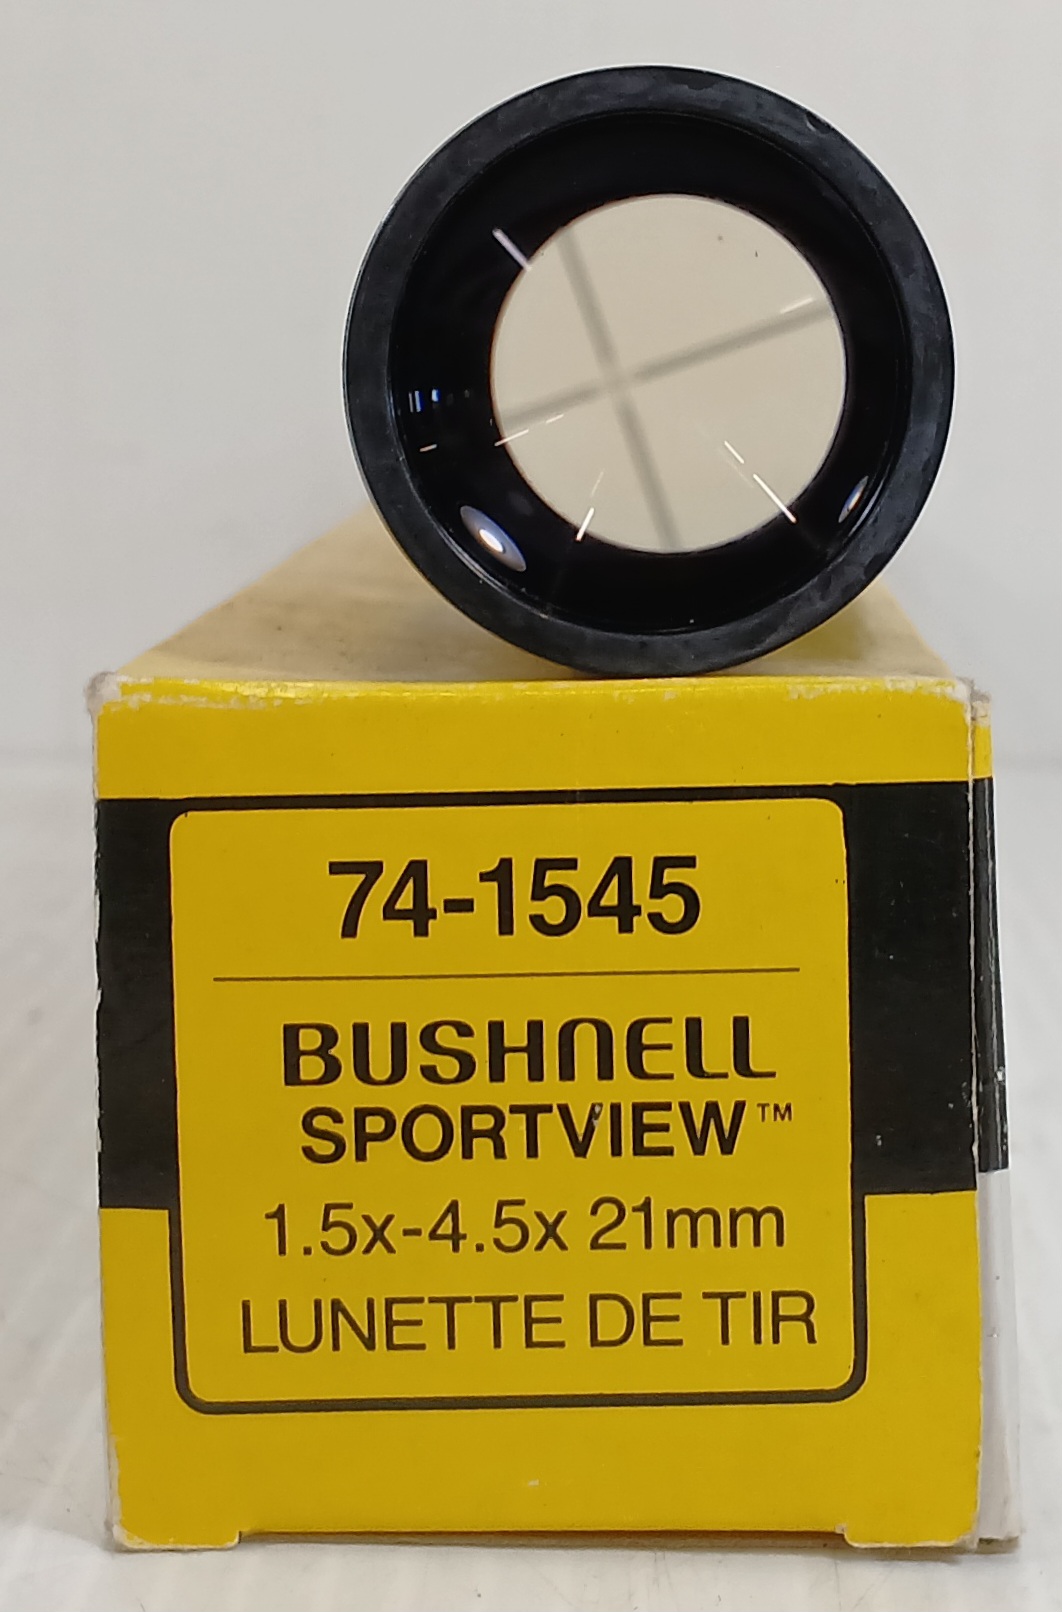 74-1545
BUSHNELL
SPORTVIEW™
1.5x-4.5x 21mm
LUNETTE DE TIR